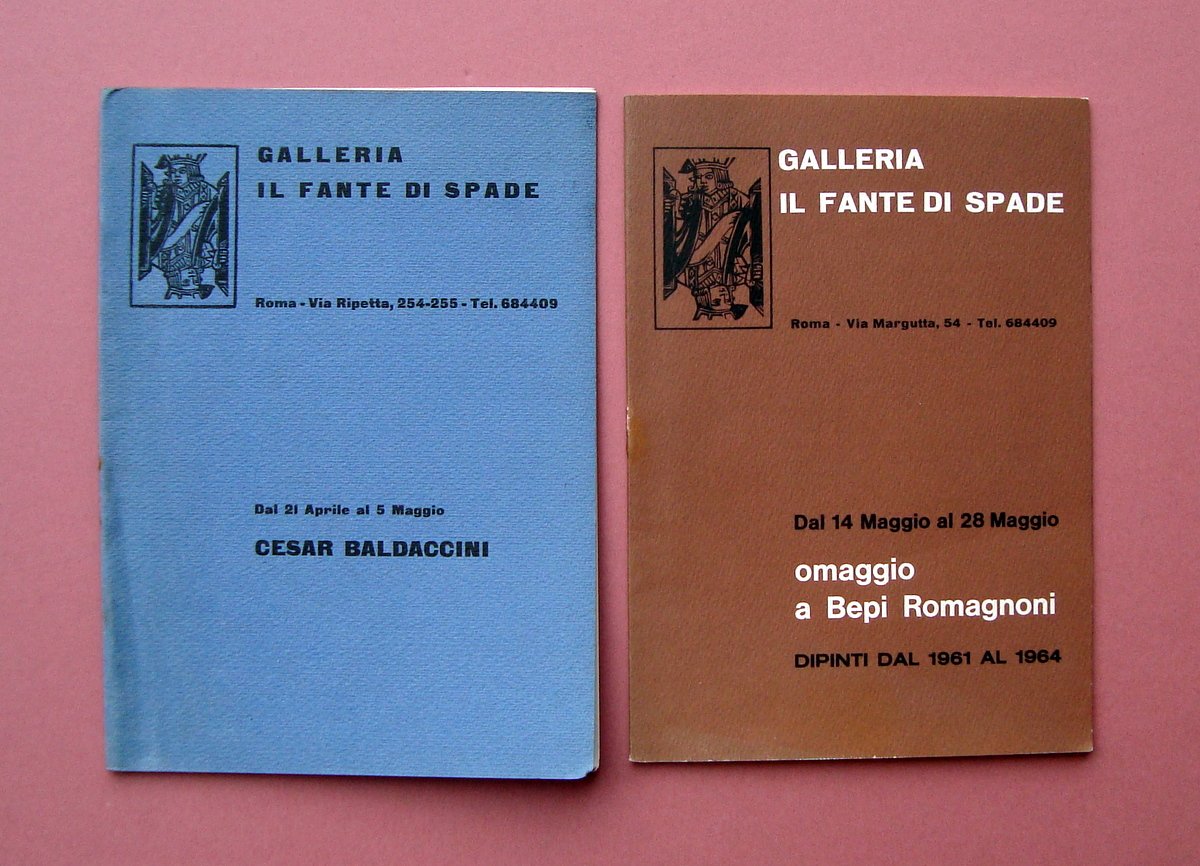 GALLERIA
IL FANTE DI SPADE
Roma - Via Ripetta, 254-255 - Tel. 684409
Dal 21 Aprile al 5 Maggio
CESAR BALDACCINI
GALLERIA
IL FANTE DI SPADE
Roma - Via Margutta, 54 - Tel. 684409
Dal 14 Maggio al 28 Maggio
omaggio
a Bepi Romagnoni
DIPINTI DAL 1961 AL 1964